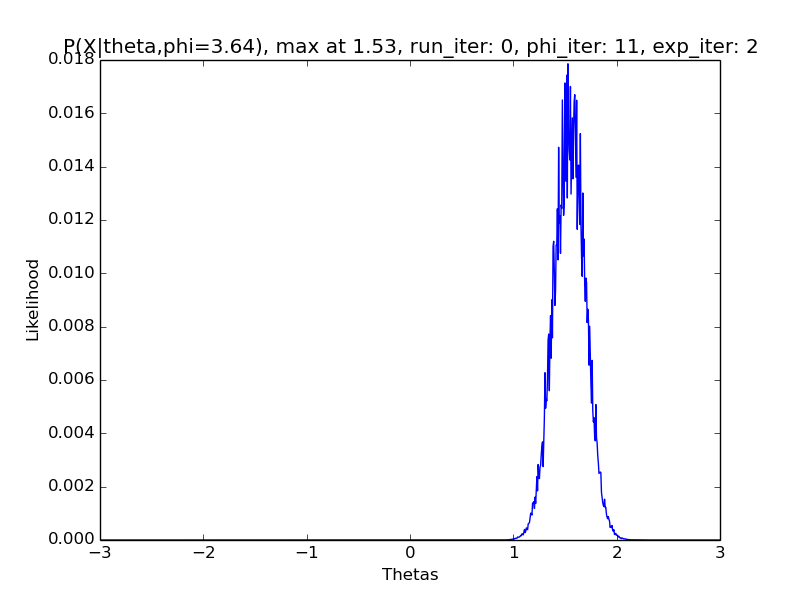 P(X|theta,phi=3.64), max at 1.53, run_iter: 0, phi_iter: 11, exp_iter: 2
0.018
0.016
0.014
0.012
0.010
0.008
0.006
0.004
0.002
0.000
Likelihood
−3 −2 −1 0 1 2 3
Thetas